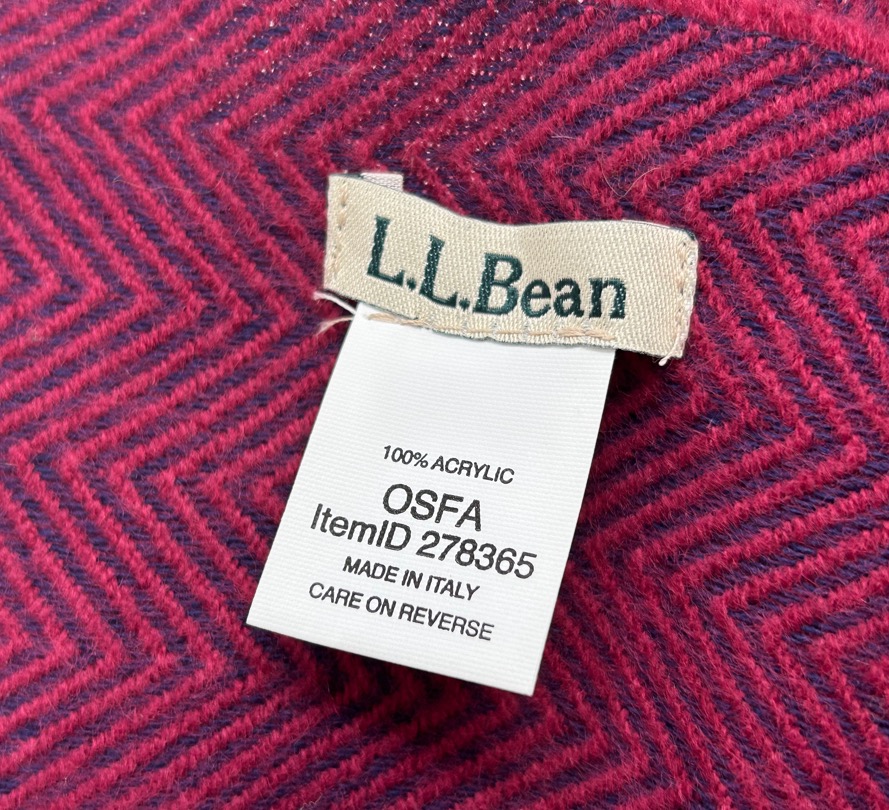 L.L.Bean
100% ACRYLIC
OSFA
ItemID 278365
MADE IN ITALY
CARE ON REVERSE